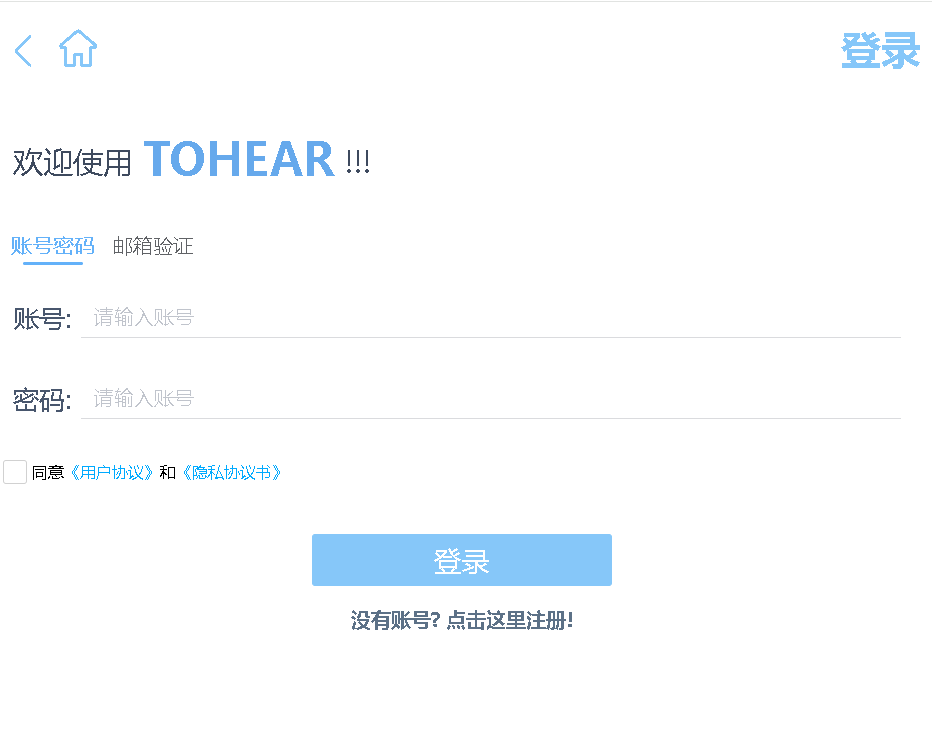 登录
欢迎使用 TOHEAR !!!
账号密码 邮箱验证
账号: 请输入账号
密码: 请输入账号
同意《用户协议》和《隐私协议书》
登录
没有账号? 点击这里注册!